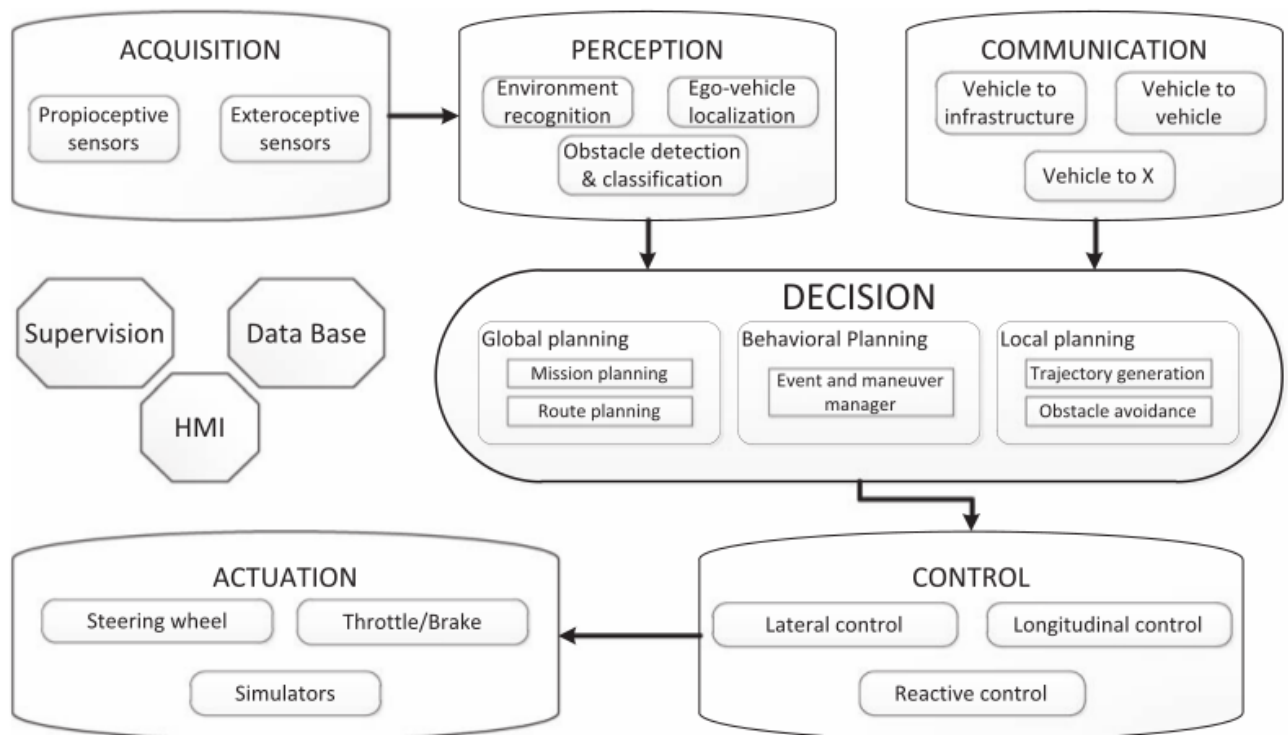 ACQUISITION
Propioceptive
sensors
Exteroceptive
sensors
PERCEPTION
Environment
recognition
Ego-vehicle
localization
Obstacle detection
& classification
COMMUNICATION
Vehicle to
infrastructure
Vehicle to
vehicle
Vehicle to X
Supervision
Data Base
HMI
DECISION
Global planning
Mission planning
Route planning
Behavioral Planning
Event and maneuver
manager
Local planning
Trajectory generation
Obstacle avoidance
ACTUATION
Steering wheel
Throttle/Brake
Simulators
CONTROL
Lateral control
Longitudinal control
Reactive control